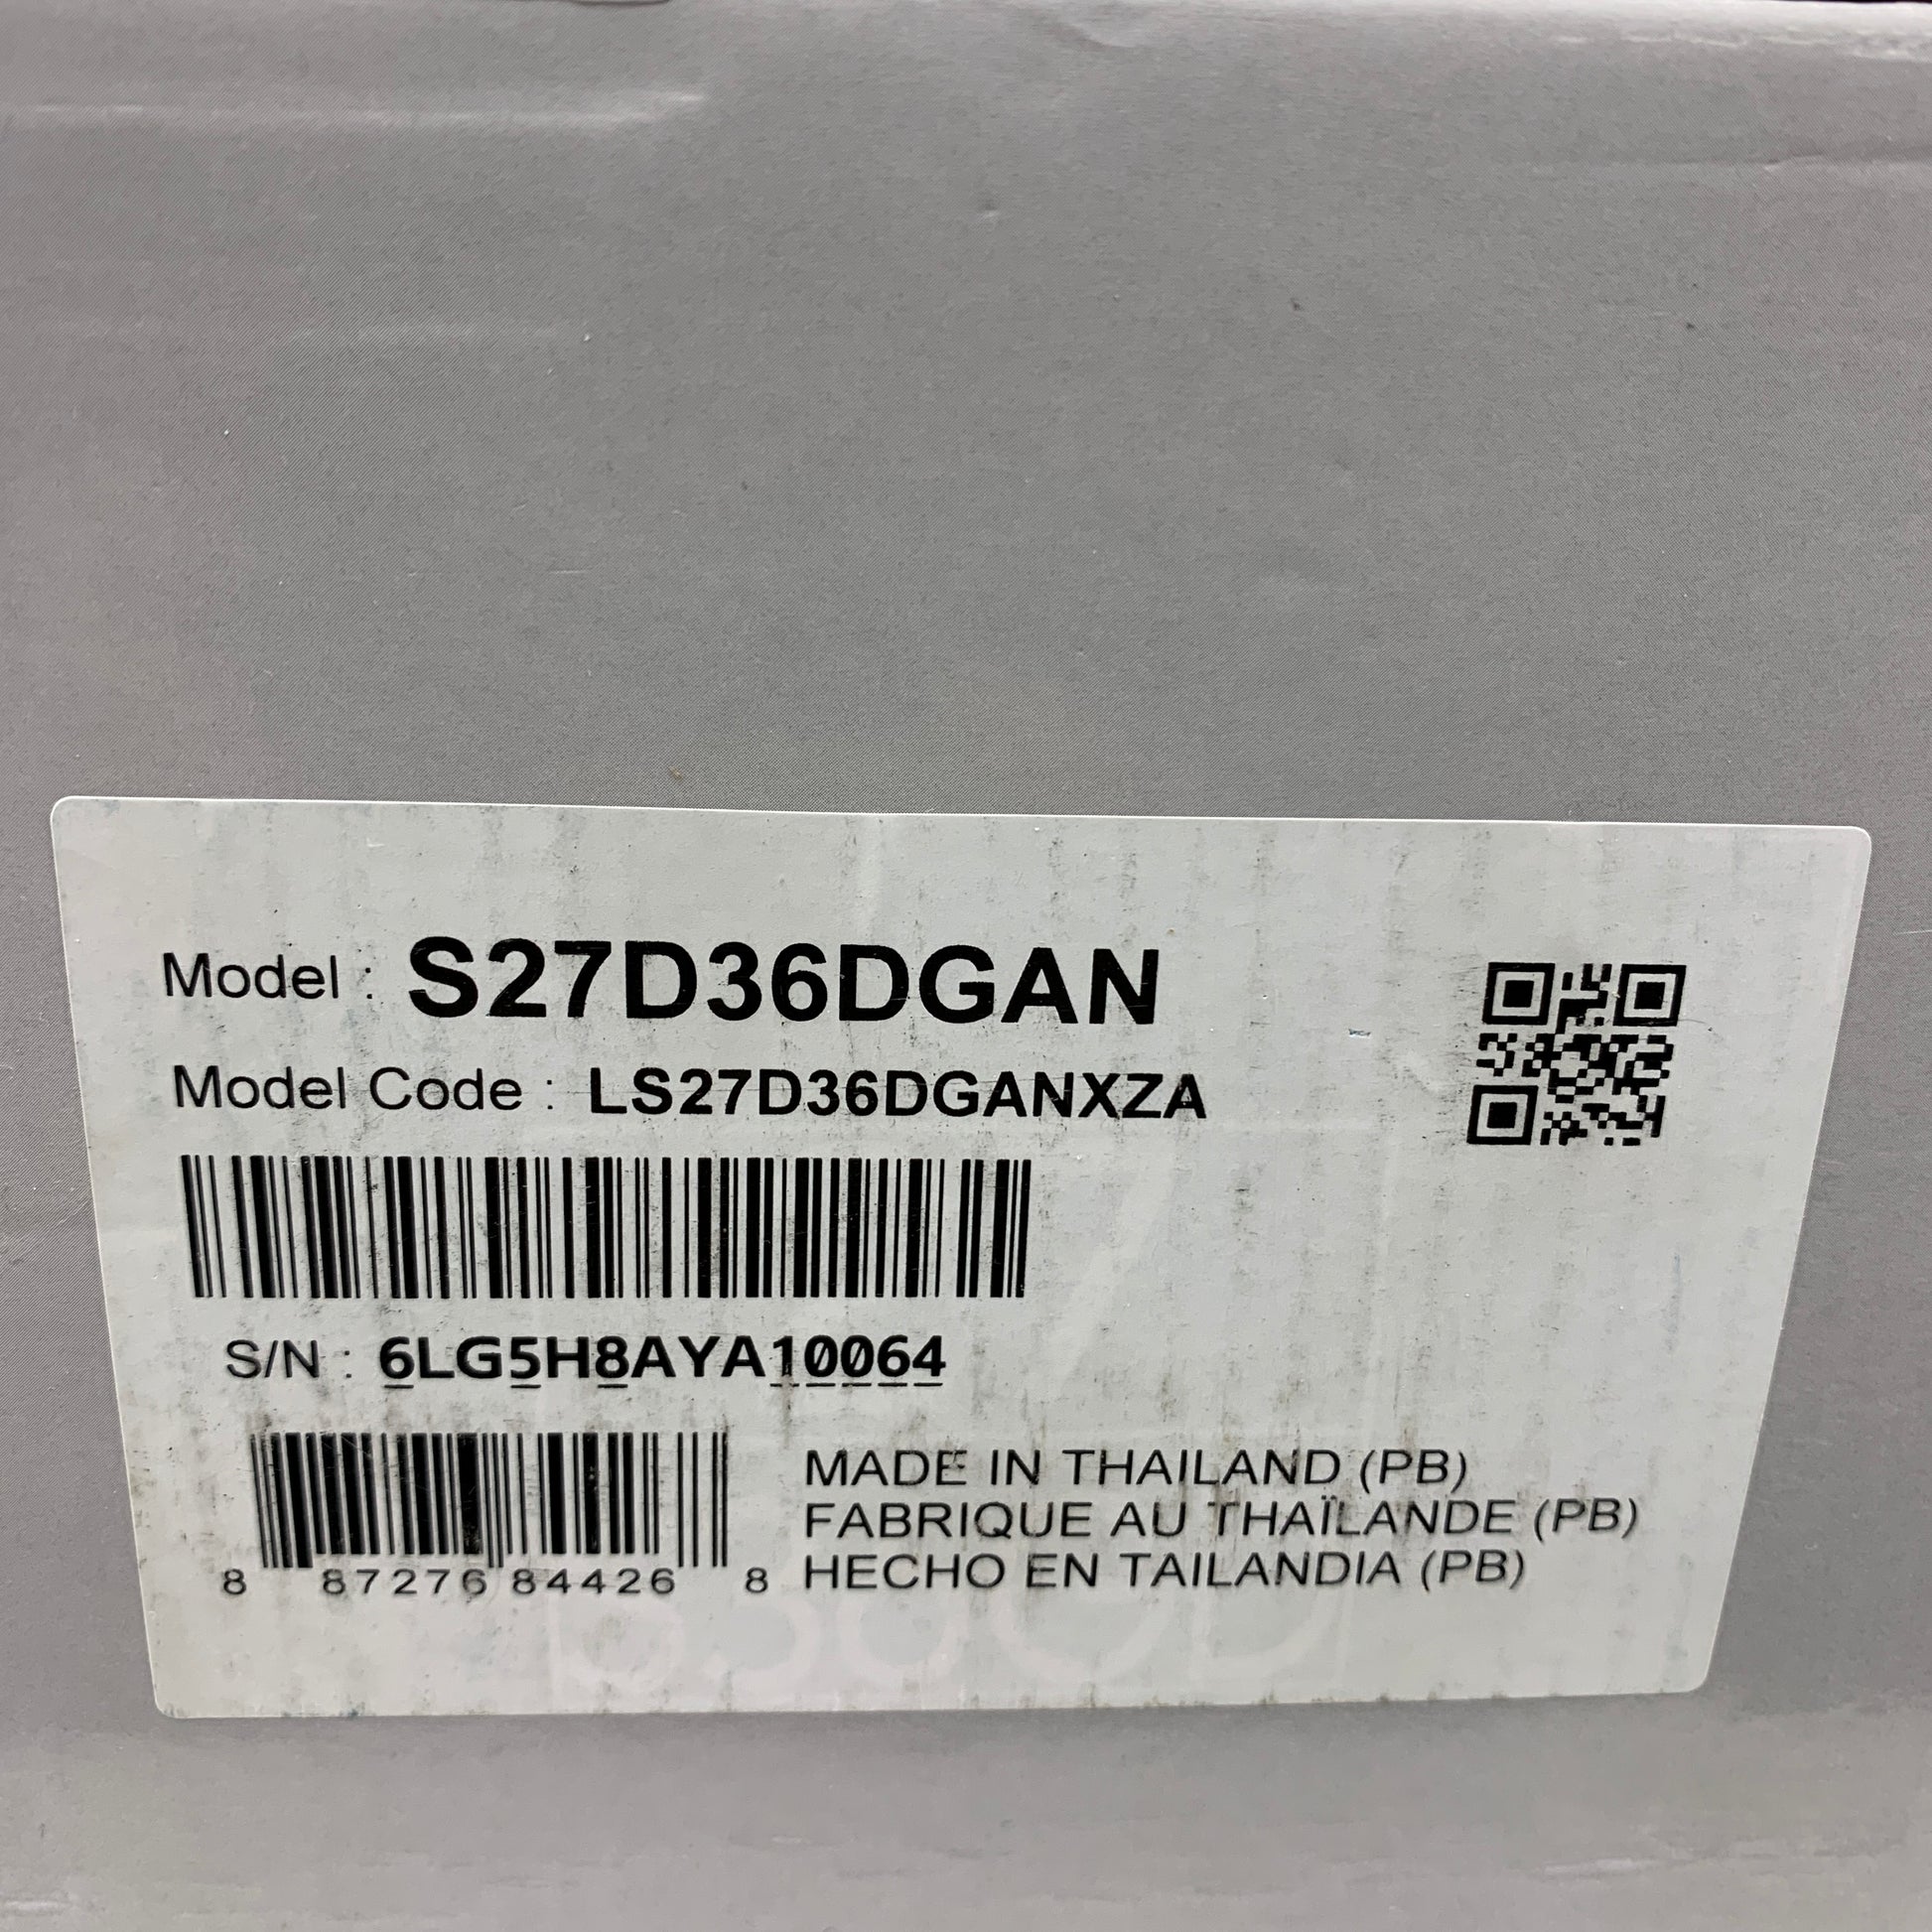 Model : S27D36DGAN
Model Code : LS27D36DGANXZA
S/N : 6LG5H8AYA10064
8 87276 84426 8
MADE IN THAILAND (PB)
FABRIQUE AU THAÏLANDE (PB)
HECHO EN TAILANDIA (PB)